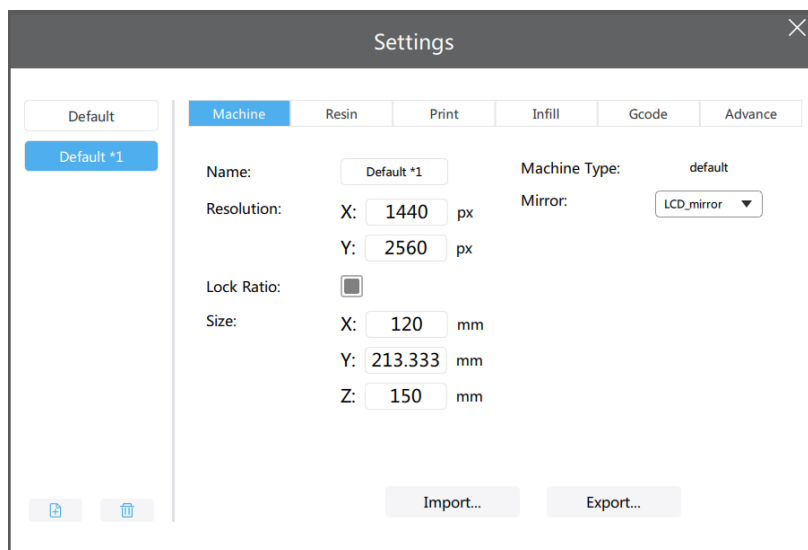 Settings
Default
Default *1
Machine Resin Print Infill Gcode Advance
Name: Default *1 Machine Type: default
Resolution: X: 1440 px Mirror: LCD_mirror
Y: 2560 px
Lock Ratio:
Size: X: 120 mm
Y: 213.333 mm
Z: 150 mm
Import... Export...